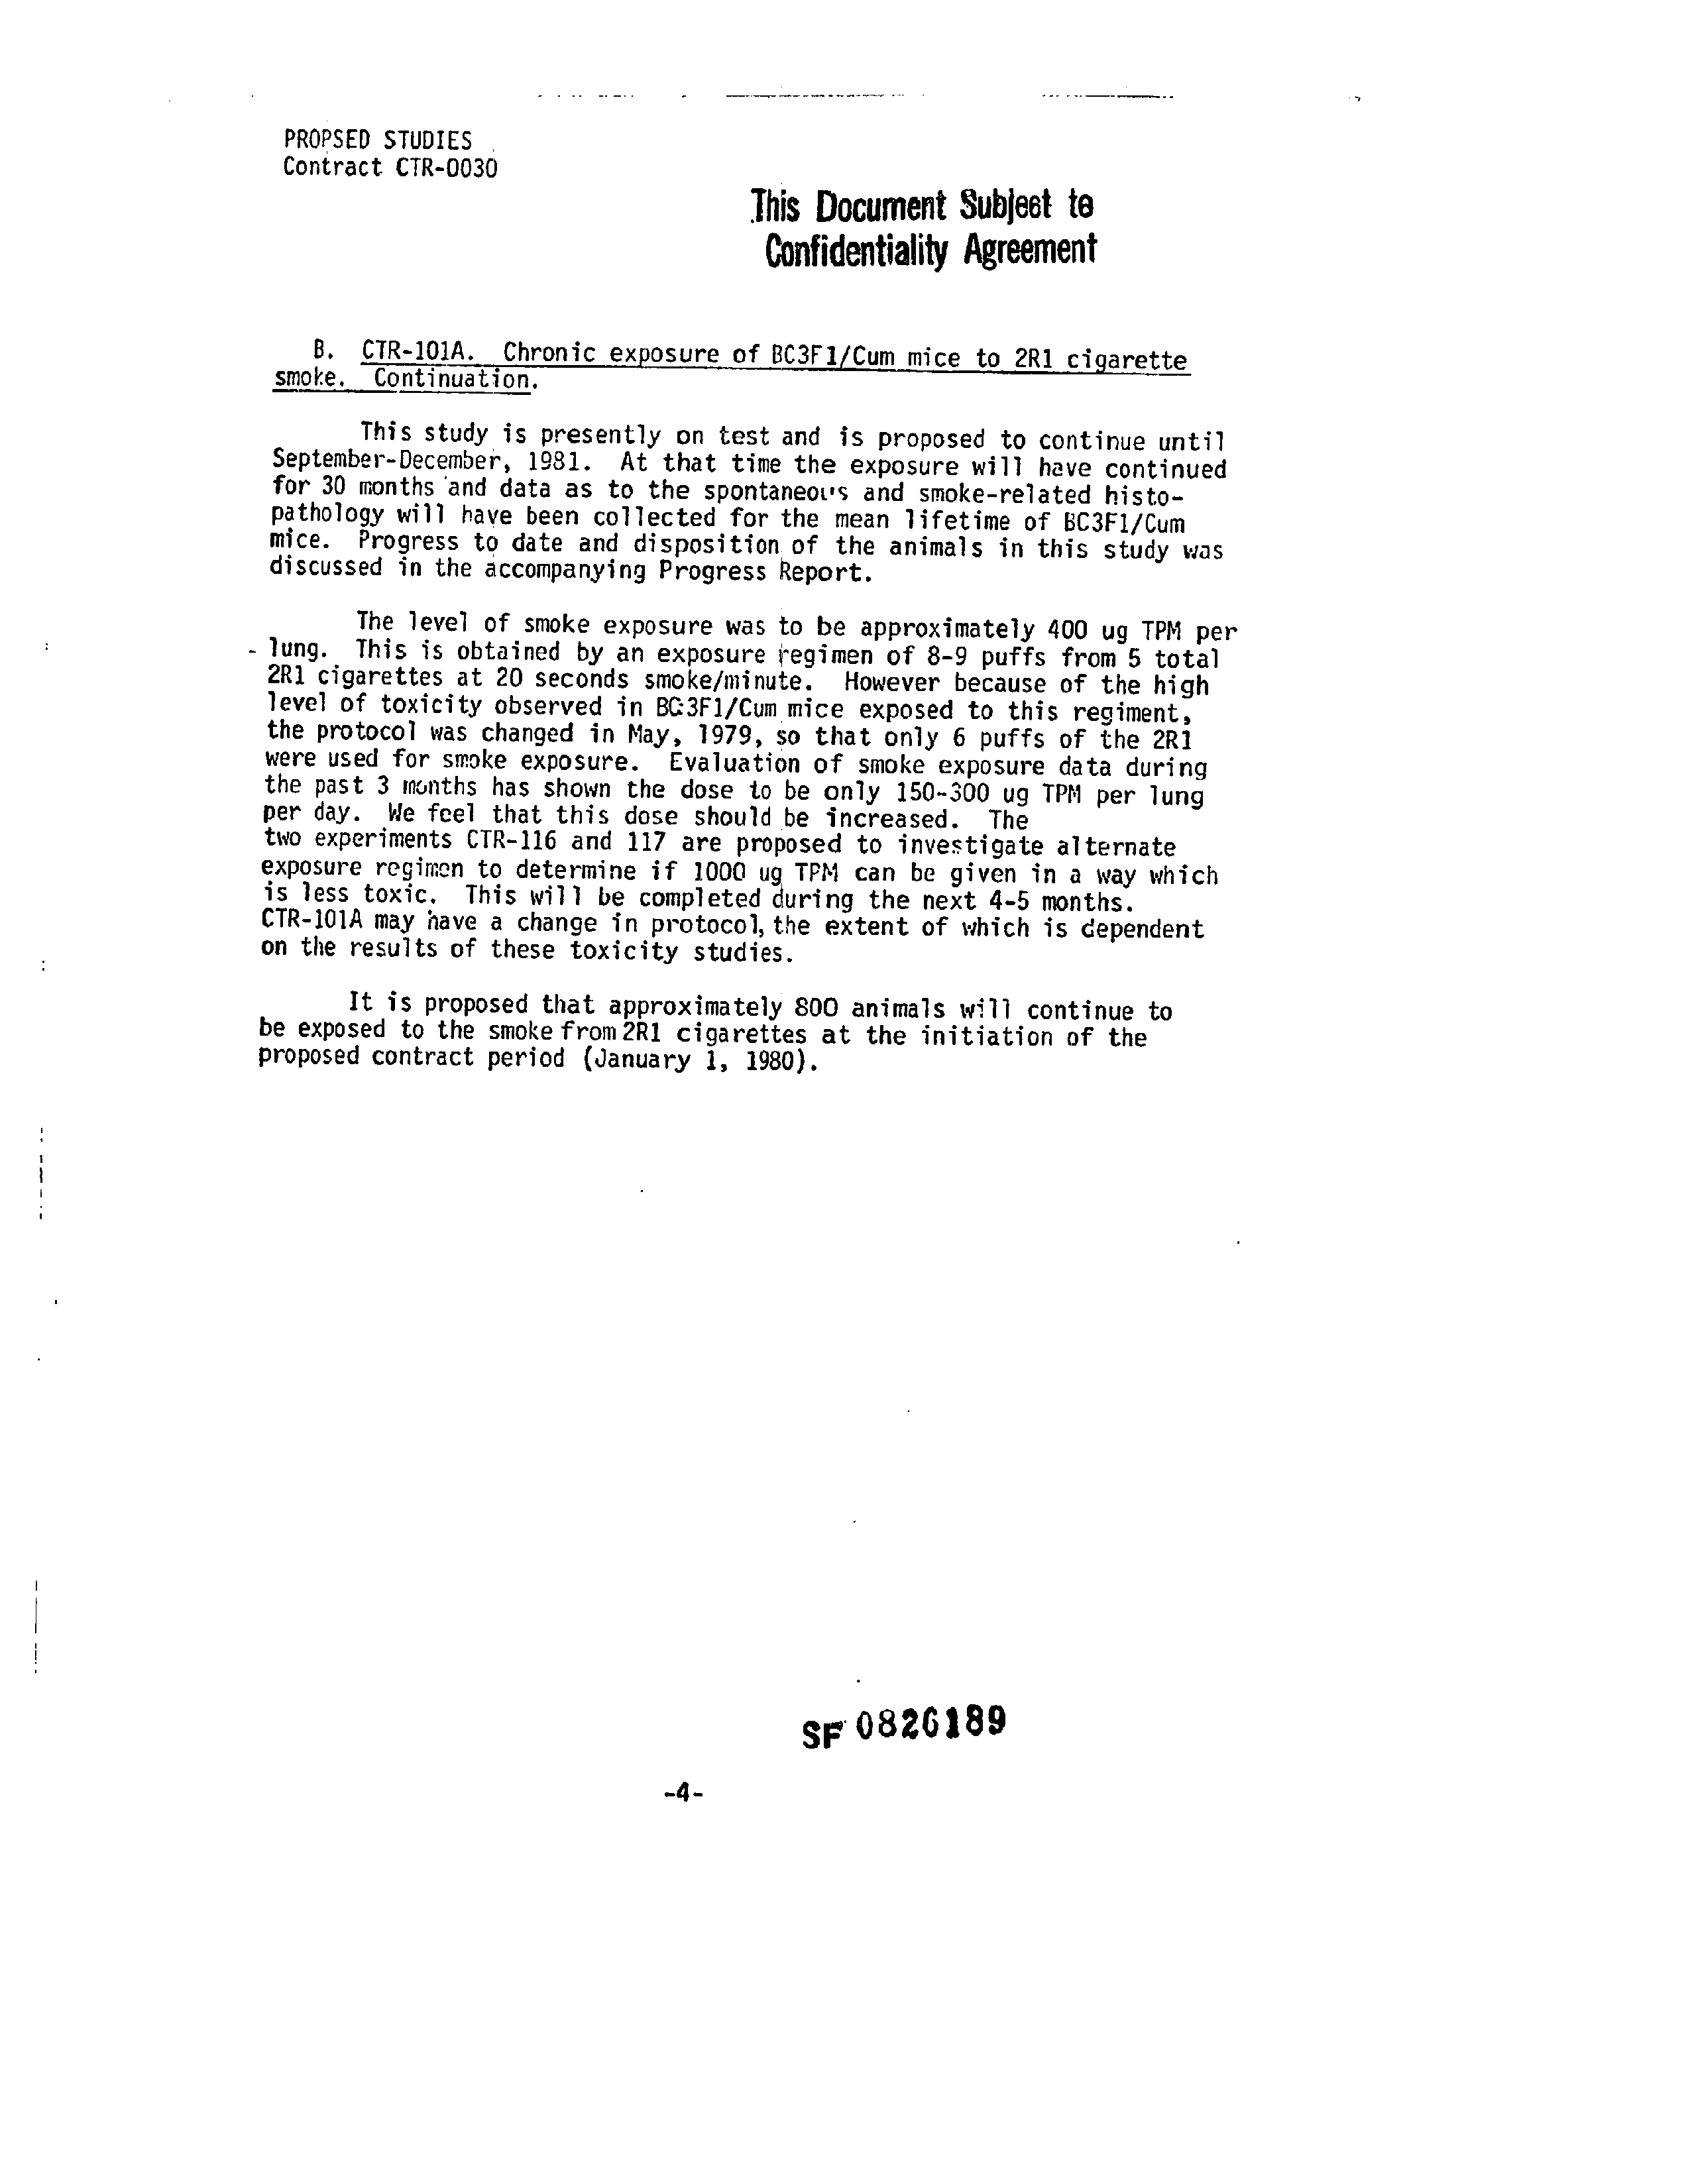 PROPSED STUDIES
Contract CTR-0030
This Document Subject to
Confidentiality Agreement
B. CTR-101A. Chronic exposure of BC3F1/Cum mice to 2R1 cigarette
smoke. Continuation.
This study is presently on test and is proposed to continue until
September-December, 1981. At that time the exposure will have continued
for 30 months and data as to the spontaneous and smoke-related histo-
pathology will have been collected for the mean lifetime of BC3F1/Cum
mice. Progress to date and disposition of the animals in this study was
discussed in the accompanying Progress Report.
The level of smoke exposure was to be approximately 400 ug TPM per
lung. This is obtained by an exposure regimen of 8-9 puffs from 5 total
2R1 cigarettes at 20 seconds smoke/minute. However because of the high
level of toxicity observed in BC3F1/Cum mice exposed to this regiment,
the protocol was changed in May, 1979, so that only 6 puffs of the 2R1
were used for smoke exposure. Evaluation of smoke exposure data during
the past 3 months has shown the dose to be only 150-300 ug TPM per lung
per day. We feel that this dose should be increased. The
two experiments CTR-116 and 117 are proposed to investigate alternate
exposure regimen to determine if 1000 ug TPM can be given in a way which
is less toxic. This will be completed during the next 4-5 months.
CTR-101A may have a change in protocol, the extent of which is dependent
on the results of these toxicity studies.
It is proposed that approximately 800 animals will continue to
be exposed to the smoke from 2R1 cigarettes at the initiation of the
proposed contract period (January 1, 1980).
SF 0826189
-4-